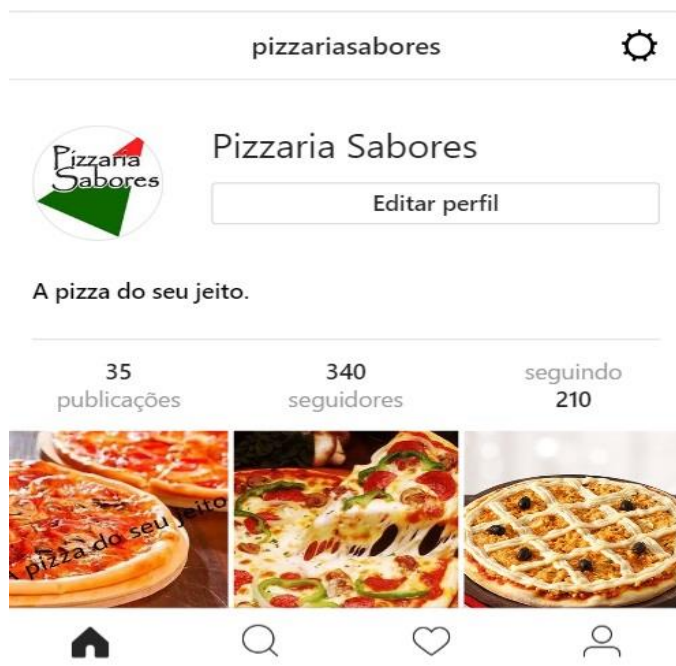 pizzariasabores
Pizzaria
Sabores
Pizzaria Sabores
Editar perfil
A pizza do seu jeito.
35
publicações
340
seguidores
seguindo
210
A pizza do seu jeito